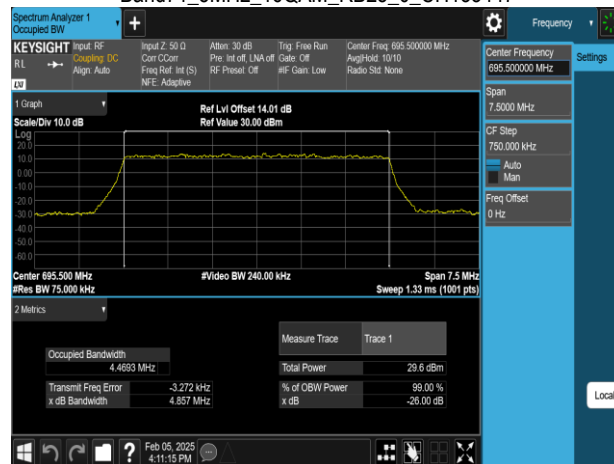 Spectrum Analyzer 1
Occupied BW
+
Frequency
KEYSIGHT
RL
Input: RF
Coupling: DC
Align: Auto
Input Z: 50 Ω
Corr CCorr
Freq Ref: Int (S)
NFE: Adaptive
Atten: 30 dB
Pre: Int off, LNA off
RF Presel: Off
Trig: Free Run
Gate: Off
#IF Gain: Low
Center Freq: 695.500000 MHz
Avg|Hold: 10/10
Radio Std: None
LXI
1 Graph
Scale/Div 10.0 dB
Ref Lvl Offset 14.01 dB
Ref Value 30.00 dBm
Log
20.0
10.0
0.00
-10.0
-20.0
-30.0
-40.0
-50.0
-60.0
Center 695.500 MHz
#Res BW 75.000 kHz
#Video BW 240.00 kHz
Span 7.5 MHz
Sweep 1.33 ms (1001 pts)
2 Metrics
Measure Trace Trace 1
Occupied Bandwidth
4.4693 MHz
Total Power 29.6 dBm
Transmit Freq Error -3.272 kHz
% of OBW Power 99.00 %
x dB Bandwidth 4.857 MHz
x dB -26.00 dB
Feb 05, 2025
4:11:15 PM
?
Center Frequency
695.500000 MHz
Settings
Span
7.5000 MHz
CF Step
750.000 kHz
Auto
Man
Freq Offset
0 Hz
Local